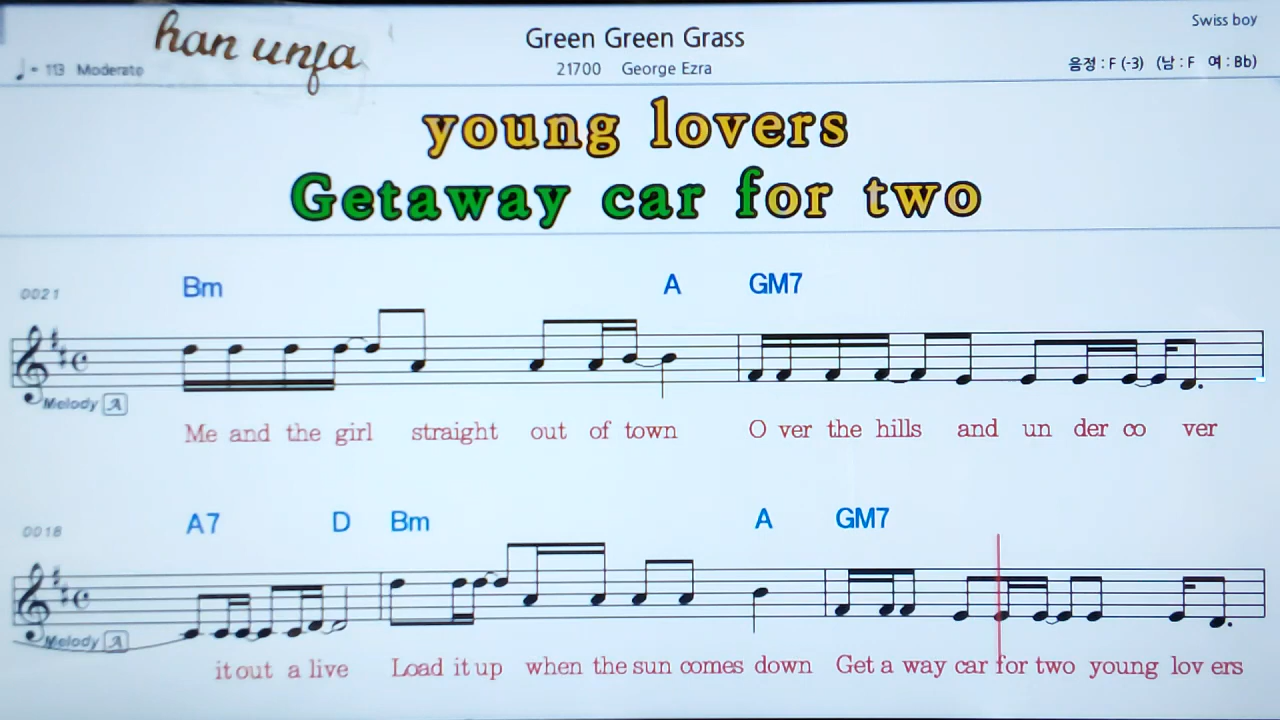 han unja
Swiss boy
Green Green Grass
♩= 113 Moderato
21700 George Ezra
음정 : F (-3) (남 : F 여 : Bb)
young lovers
Getaway car for two
0021
Bm A GM7
Melody A
Me and the girl straight out of town O ver the hills and un der co ver
0018
A7 D Bm A GM7
Melody A
it out a live Load it up when the sun comes down Get a way car for two young lov ers